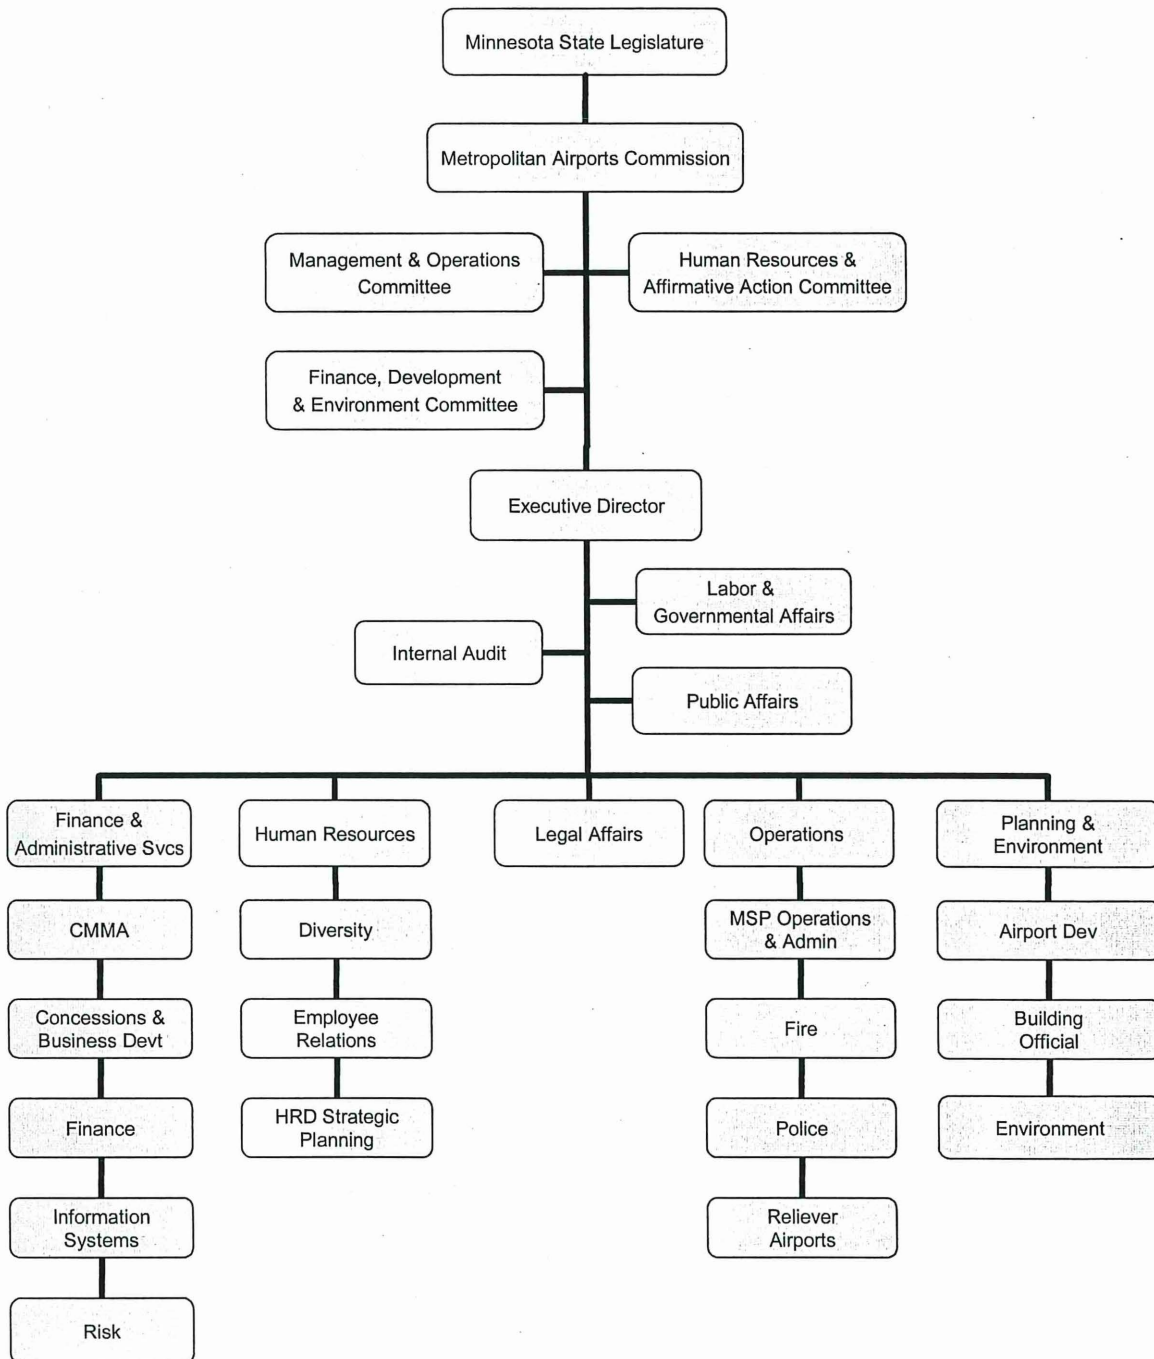 Minnesota State Legislature
Metropolitan Airports Commission
Management & Operations
Committee
Human Resources &
Affirmative Action Committee
Finance, Development
& Environment Committee
Executive Director
Labor &
Governmental Affairs
Internal Audit
Public Affairs
Finance &
Administrative Svcs
Human Resources
Legal Affairs
Operations
Planning &
Environment
CMMA
Diversity
MSP Operations
& Admin
Airport Dev
Concessions &
Business Devt
Employee
Relations
Fire
Building
Official
Finance
HRD Strategic
Planning
Police
Environment
Information
Systems
Reliever
Airports
Risk